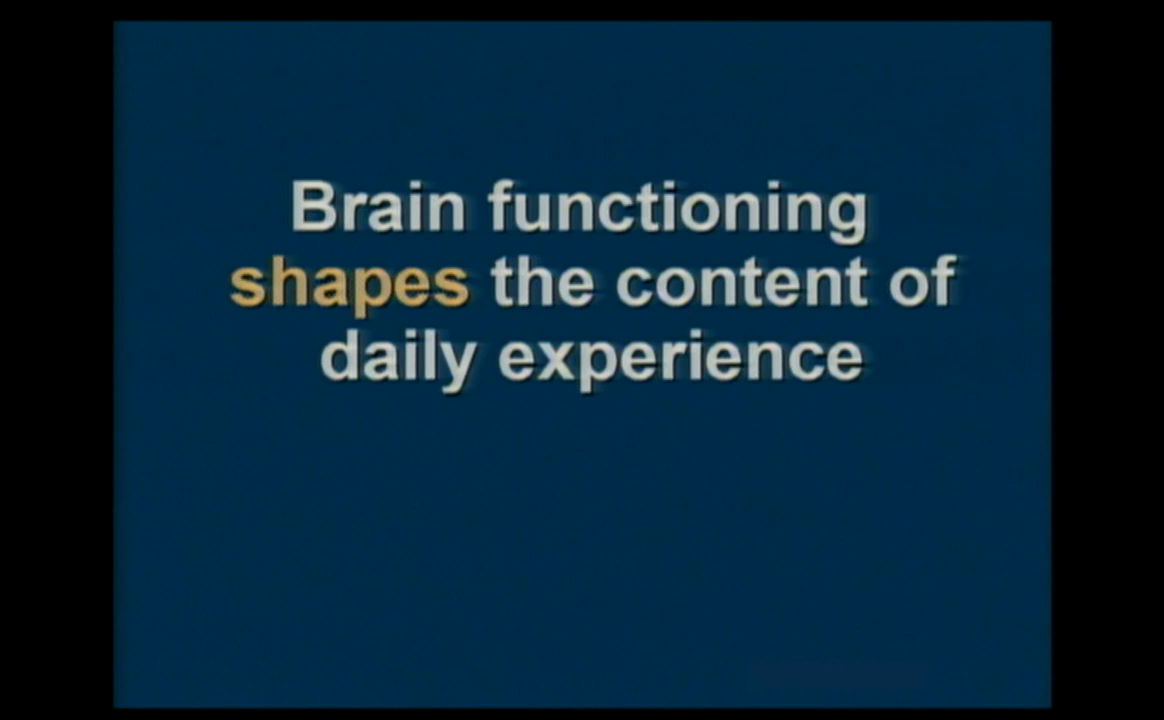 Brain functioning
shapes the content of
daily experience